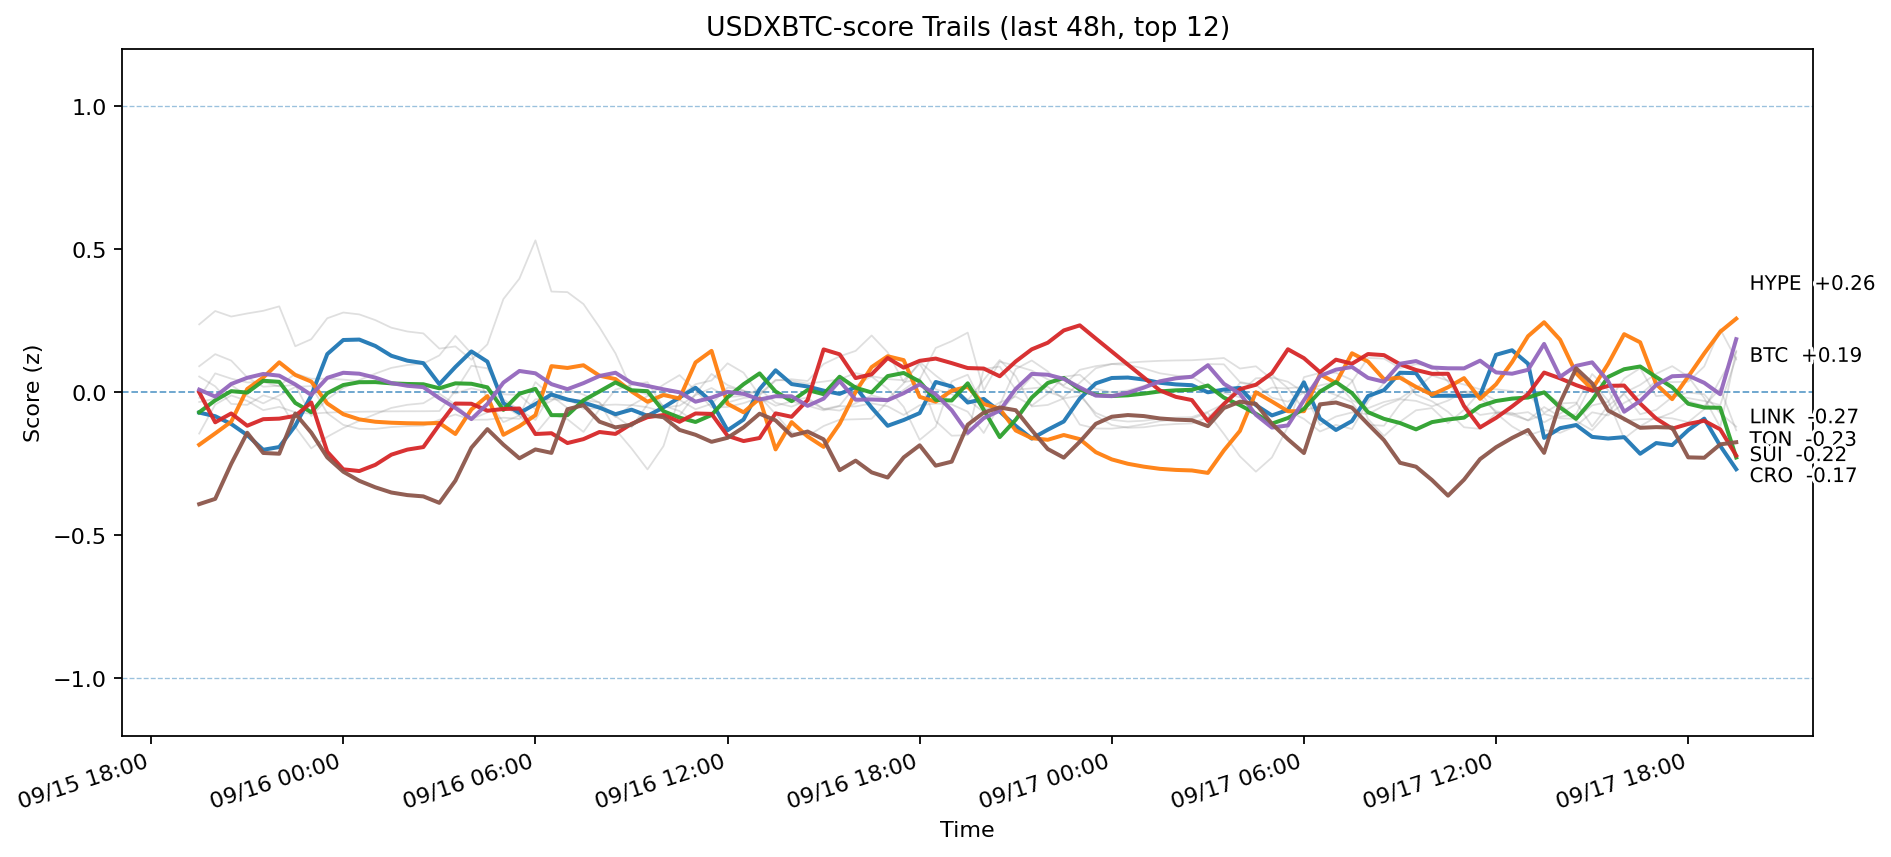 USDXBTC-score Trails (last 48h, top 12)
Score (z)
1.0
0.5
0.0
−0.5
−1.0
HYPE +0.26
BTC +0.19
LINK -0.27
TON -0.23
SUI -0.22
CRO -0.17
09/15 18:00
09/16 00:00
09/16 06:00
09/16 12:00
09/16 18:00
09/17 00:00
09/17 06:00
09/17 12:00
09/17 18:00
Time